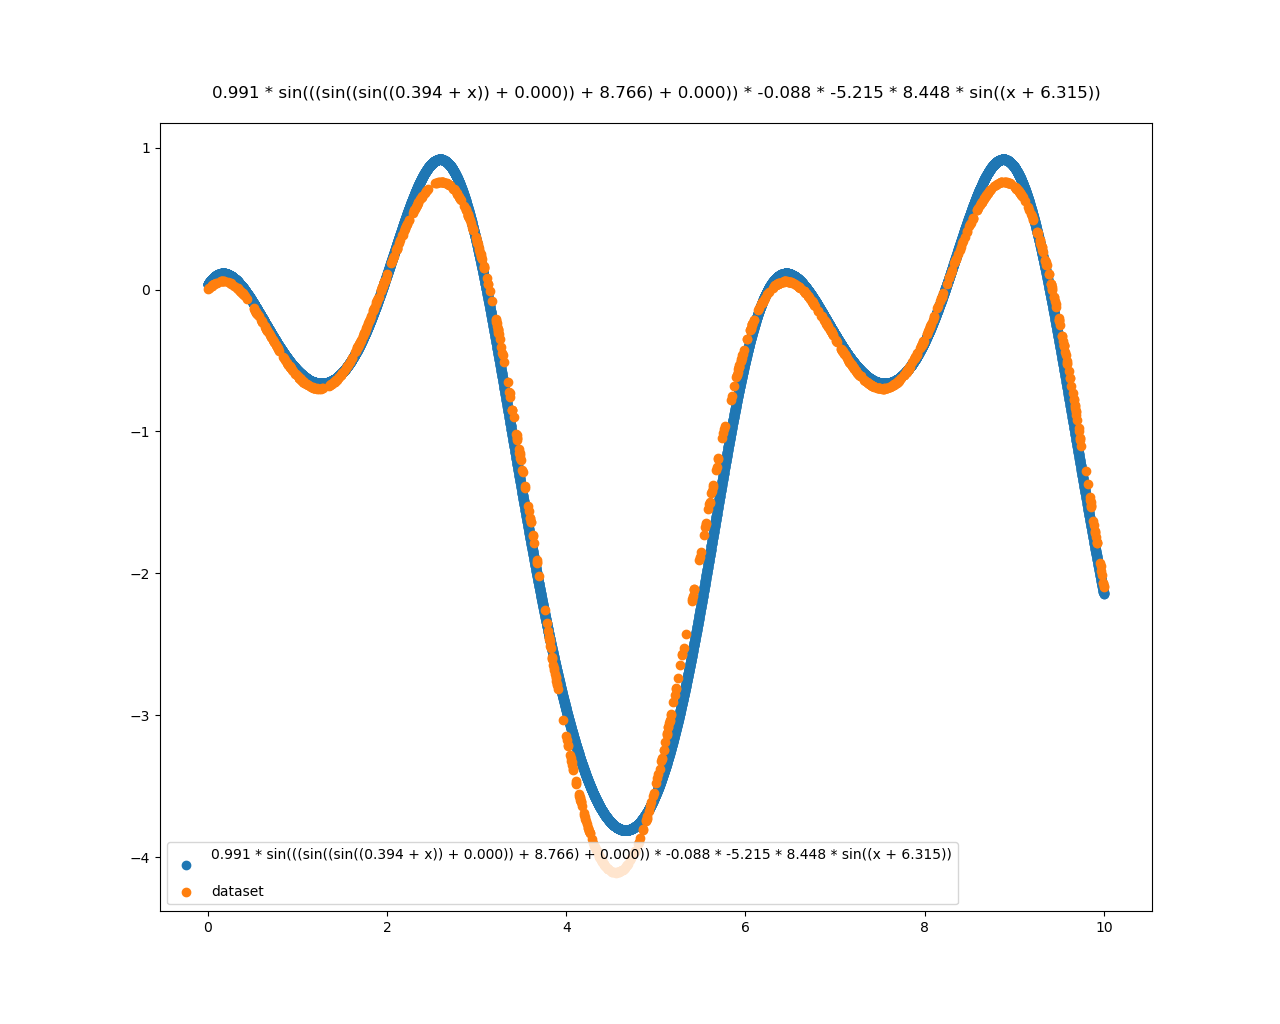 0.991 * sin(((sin((sin((0.394 + x)) + 0.000)) + 8.766) + 0.000)) * -0.088 * -5.215 * 8.448 * sin((x + 6.315))
1
0
−1
−2
−3
−4
0.991 * sin(((sin((sin((0.394 + x)) + 0.000)) + 8.766) + 0.000)) * -0.088 * -5.215 * 8.448 * sin((x + 6.315))
dataset
0 2 4 6 8 10